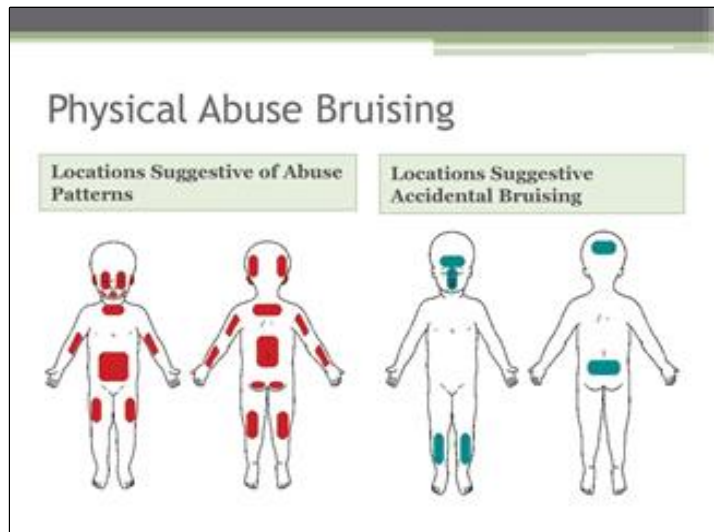 Physical Abuse Bruising
Locations Suggestive of Abuse
Patterns
Locations Suggestive
Accidental Bruising